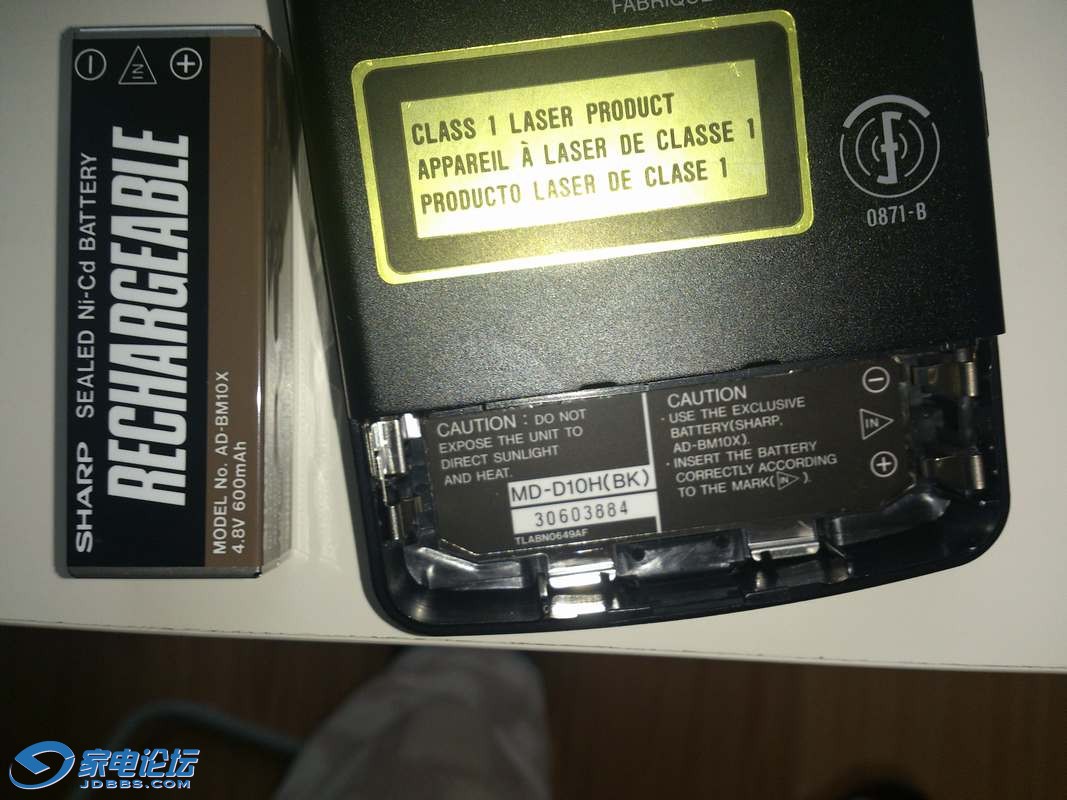 SHARP SEALED Ni-Cd BATTERY
RECHARGEABLE
MODEL No. AD-BM10X
4.8V 600mAh
IN
FABRIQUE
CLASS 1 LASER PRODUCT
APPAREIL À LASER DE CLASSE 1
PRODUCTO LASER DE CLASE 1
0871-B
CAUTION : DO NOT
EXPOSE THE UNIT TO
DIRECT SUNLIGHT
AND HEAT.
MD-D10H(BK)
30603884
TLABN0649AF
CAUTION
· USE THE EXCLUSIVE
BATTERY(SHARP.
AD-BM10X).
· INSERT THE BATTERY
CORRECTLY ACCORDING
TO THE MARK( IN ).
IN
家电论坛
JDBBS.COM